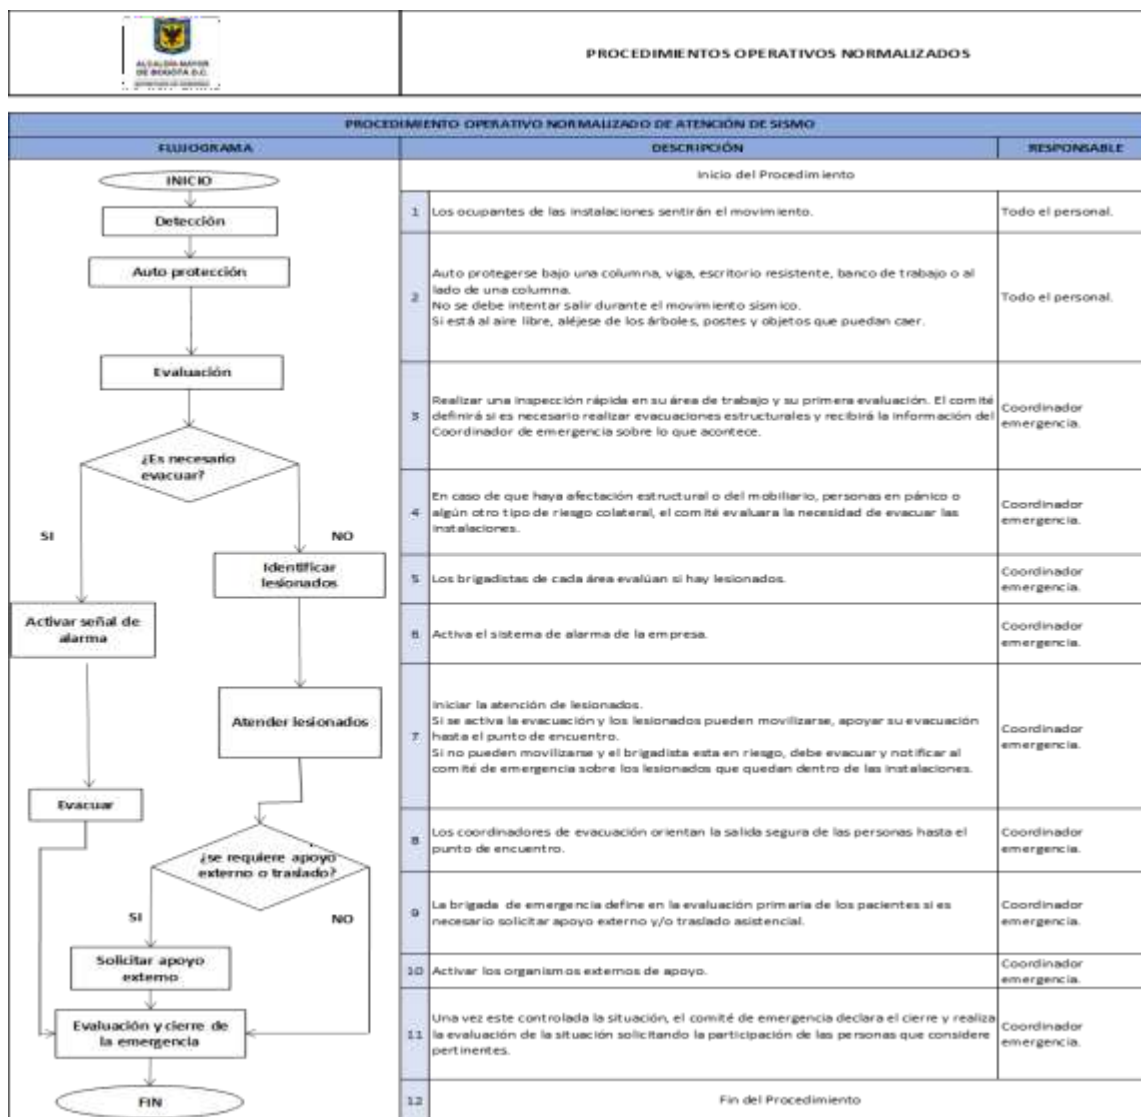 ALCALDÍA MAYOR
DE BOGOTÁ D.C.
PROCEDIMIENTOS OPERATIVOS NORMALIZADOS
PROCEDIMIENTO OPERATIVO NORMALIZADO DE ATENCIÓN DE SISMO
FLUJOGRAMA
DESCRIPCIÓN
RESPONSABLE
INICIO
Detección
Auto protección
Evaluación
¿Es necesario
evacuar?
SI
NO
Identificar
lesionados
Activar señal de
alarma
Atender lesionados
Evacuar
¿se requiere apoyo
externo o traslado?
SI
NO
Solicitar apoyo
externo
Evaluación y cierre de
la emergencia
FIN
Inicio del Procedimiento
1
Los ocupantes de las instalaciones sentirán el movimiento.
Todo el personal.
2
Auto protegerse bajo una columna, viga, escritorio resistente, banco de trabajo o al
lado de una columna.
No se debe intentar salir durante el movimiento sísmico.
Si está al aire libre, aléjese de los árboles, postes y objetos que puedan caer.
Todo el personal.
3
Realizar una inspección rápida en su área de trabajo y su primera evaluación. El comité
definirá si es necesario realizar evacuaciones estructurales y recibirá la información del
Coordinador de emergencia sobre lo que acontece.
Coordinador
emergencia.
4
En caso de que haya afectación estructural o del mobiliario, personas en pánico o
algún otro tipo de riesgo colateral, el comité evaluara la necesidad de evacuar las
instalaciones.
Coordinador
emergencia.
5
Los brigadistas de cada área evalúan si hay lesionados.
Coordinador
emergencia.
6
Activa el sistema de alarma de la empresa.
Coordinador
emergencia.
7
Iniciar la atención de lesionados.
Si se activa la evacuación y los lesionados pueden movilizarse, apoyar su evacuación
hasta el punto de encuentro.
Si no pueden movilizarse y el brigadista esta en riesgo, debe evacuar y notificar al
comité de emergencia sobre los lesionados que quedan dentro de las instalaciones.
Coordinador
emergencia.
8
Los coordinadores de evacuación orientan la salida segura de las personas hasta el
punto de encuentro.
Coordinador
emergencia.
9
La brigada de emergencia define en la evaluación primaria de los pacientes si es
necesario solicitar apoyo externo y/o traslado asistencial.
Coordinador
emergencia.
10
Activar los organismos externos de apoyo.
Coordinador
emergencia.
11
Una vez este controlada la situación, el comité de emergencia declara el cierre y realiza
la evaluación de la situación solicitando la participación de las personas que considere
pertinentes.
Coordinador
emergencia.
12
Fin del Procedimiento